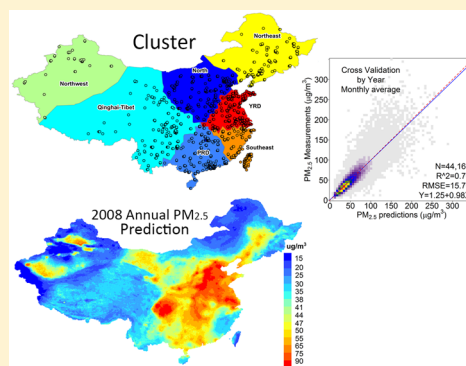 Cluster
Northeast
Northwest
North
Qinghai-Tibet
YRD
PRD
Southeast
2008 Annual PM2.5
Prediction
ug/m³
15
20
25
30
34
38
41
44
47
49
55
65
75
90
Cross Validation
by Year
Monthly average
PM2.5 Measurements (μg/m³)
300
250
200
150
100
50
0
N=44,16
R^2=0.7
RMSE=15.7
Y=1.25+0.98
0 50 100 150 200 250 300
PM2.5 predictions (μg/m³)